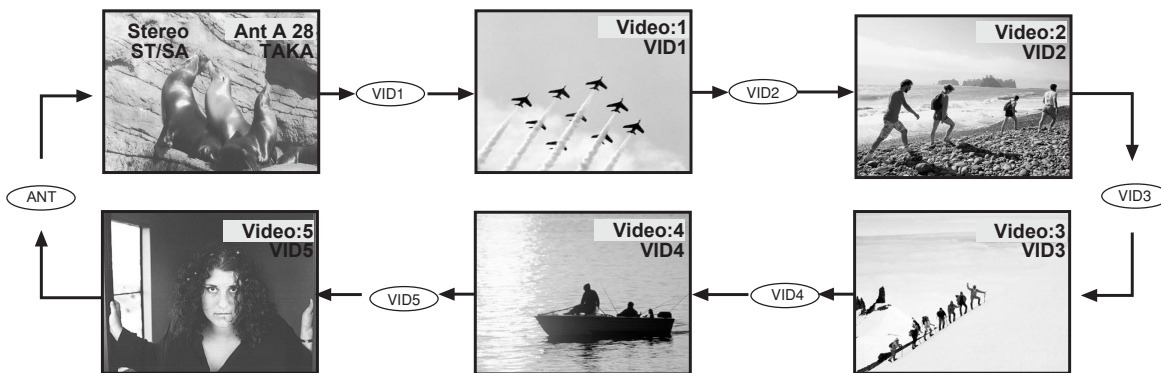 Stereo Ant A 28
ST/SA TAKA
VID1
Video:1
VID1
VID2
Video:2
VID2
VID3
Video:3
VID3
VID4
Video:4
VID4
VID5
Video:5
VID5
ANT